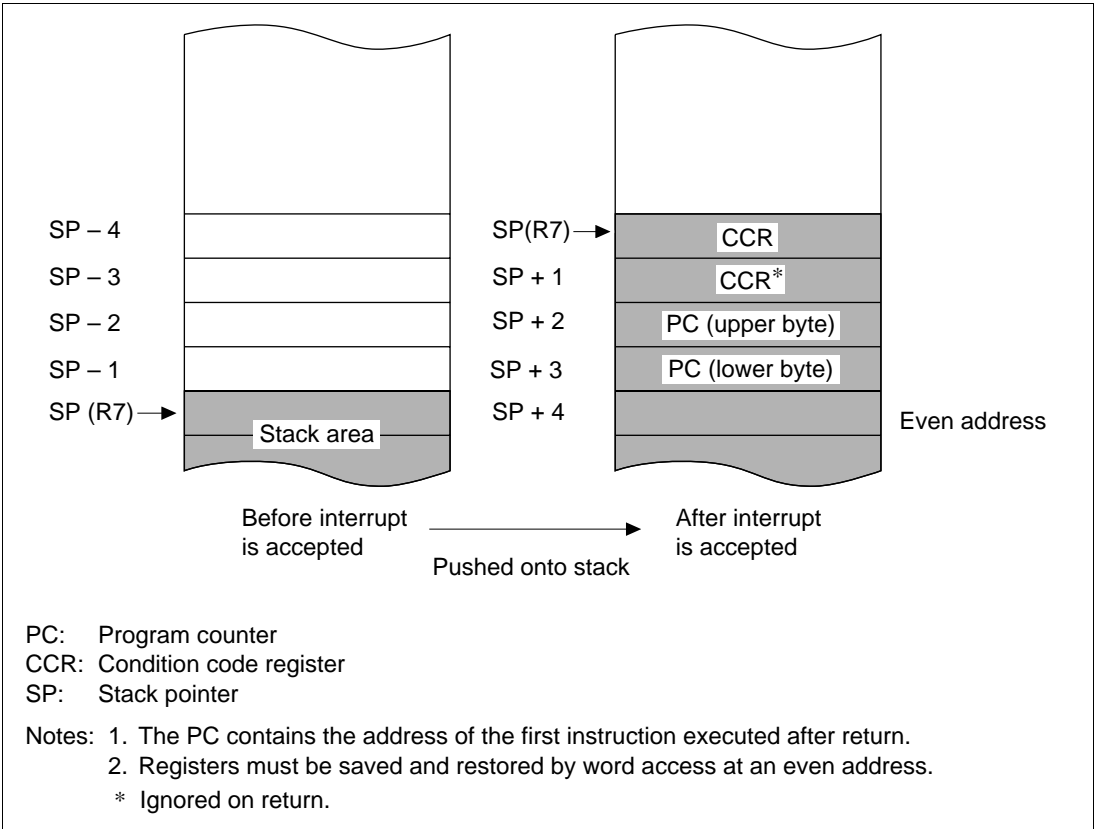 SP – 4
SP – 3
SP – 2
SP – 1
SP (R7)
Stack area
SP(R7)
CCR
SP + 1
CCR*
SP + 2
PC (upper byte)
SP + 3
PC (lower byte)
SP + 4
Even address
Before interrupt
is accepted
Pushed onto stack
After interrupt
is accepted
PC: Program counter
CCR: Condition code register
SP: Stack pointer
Notes: 1. The PC contains the address of the first instruction executed after return.
2. Registers must be saved and restored by word access at an even address.
* Ignored on return.